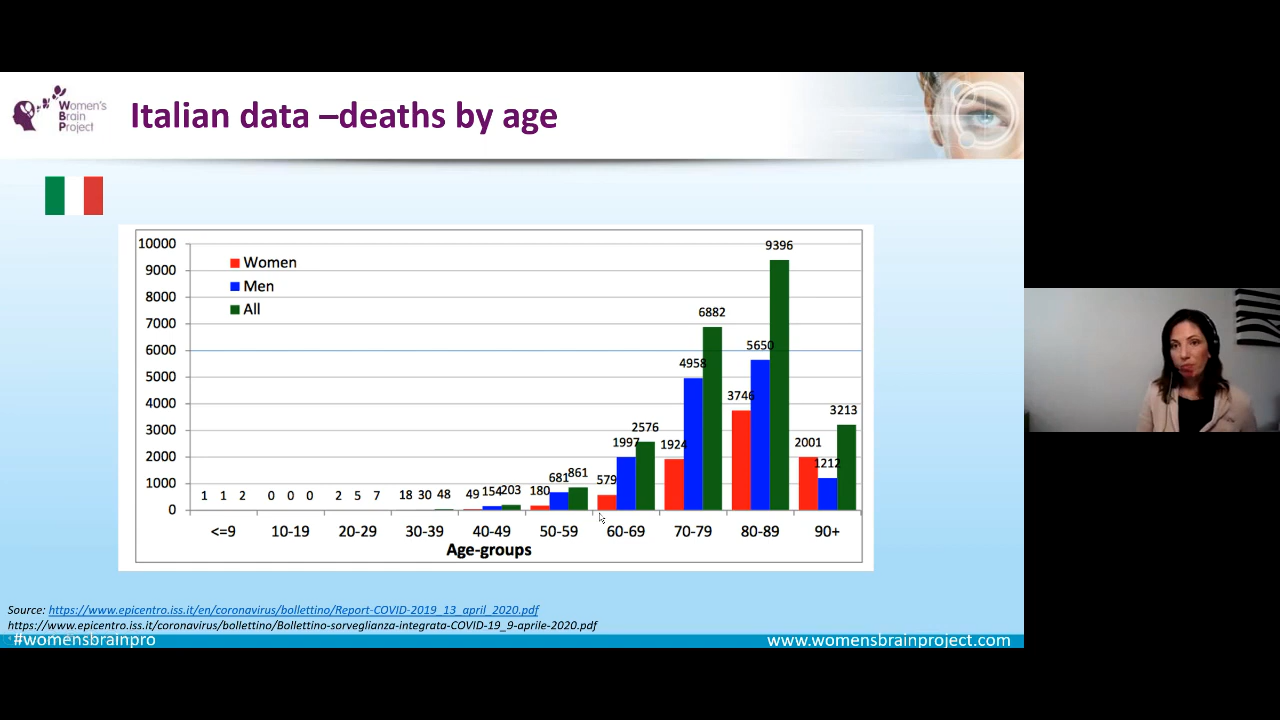 Women's
Brain
Project
Italian data –deaths by age
10000
9000
8000
7000
6000
5000
4000
3000
2000
1000
0
Women
Men
All
1 1 2 0 0 0 2 5 7 18 30 48 49 154 203 180 681 861 579 1997 2576 1924 4958 6882 3746 5650 9396 2001 1212 3213
<=9 10-19 20-29 30-39 40-49 50-59 60-69 70-79 80-89 90+
Age-groups
Source: https://www.epicentro.iss.it/en/coronavirus/bollettino/Report-COVID-2019_13_april_2020.pdf
https://www.epicentro.iss.it/coronavirus/bollettino/Bollettino-sorveglianza-integrata-COVID-19_9-aprile-2020.pdf
#womensbrainpro
www.womensbrainproject.com